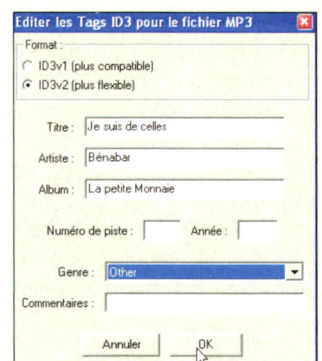 Editer les Tags ID3 pour le fichier MP3
Format :
ID3v1 (plus compatible)
ID3v2 (plus flexible)
Titre : Je suis de celles
Artiste : Bénabar
Album : La petite Monnaie
Numéro de piste : Année :
Genre : Other
Commentaires :
Annuler OK